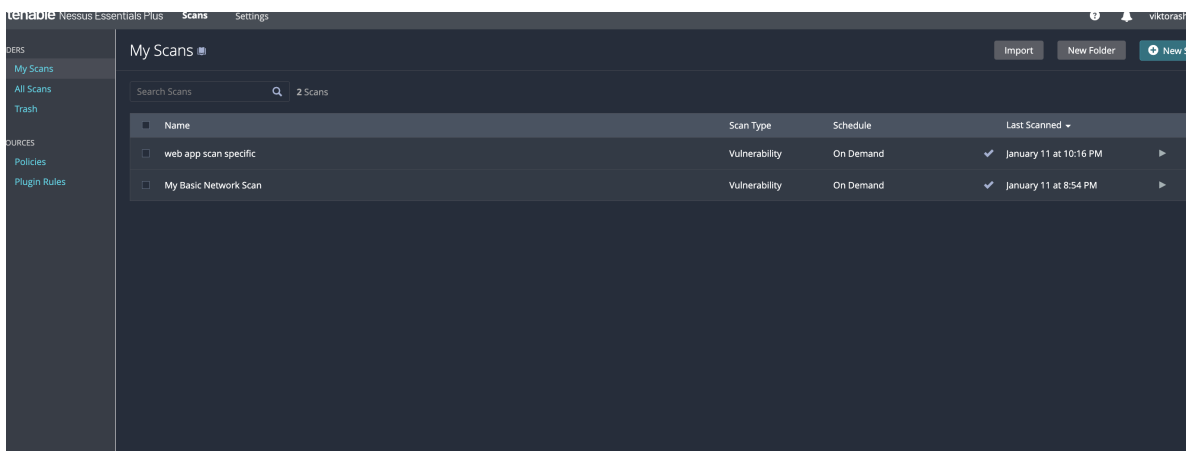 tenable Nessus Essentials Plus Scans Settings viktorash
DERS
My Scans
All Scans
Trash
OURCES
Policies
Plugin Rules
My Scans
Import New Folder New S
Search Scans 2 Scans
Name Scan Type Schedule Last Scanned
web app scan specific Vulnerability On Demand January 11 at 10:16 PM
My Basic Network Scan Vulnerability On Demand January 11 at 8:54 PM